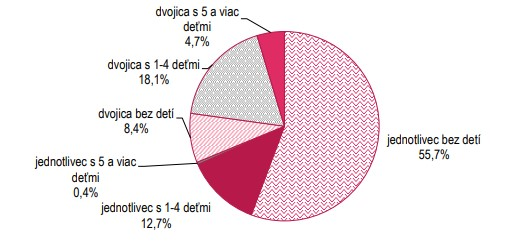 dvojica s 5 a viac
deťmi
4,7%
dvojica s 1-4 deťmi
18,1%
dvojica bez detí
8,4%
jednotlivec s 5 a viac
deťmi
0,4%
jednotlivec s 1-4 deťmi
12,7%
jednotlivec bez detí
55,7%